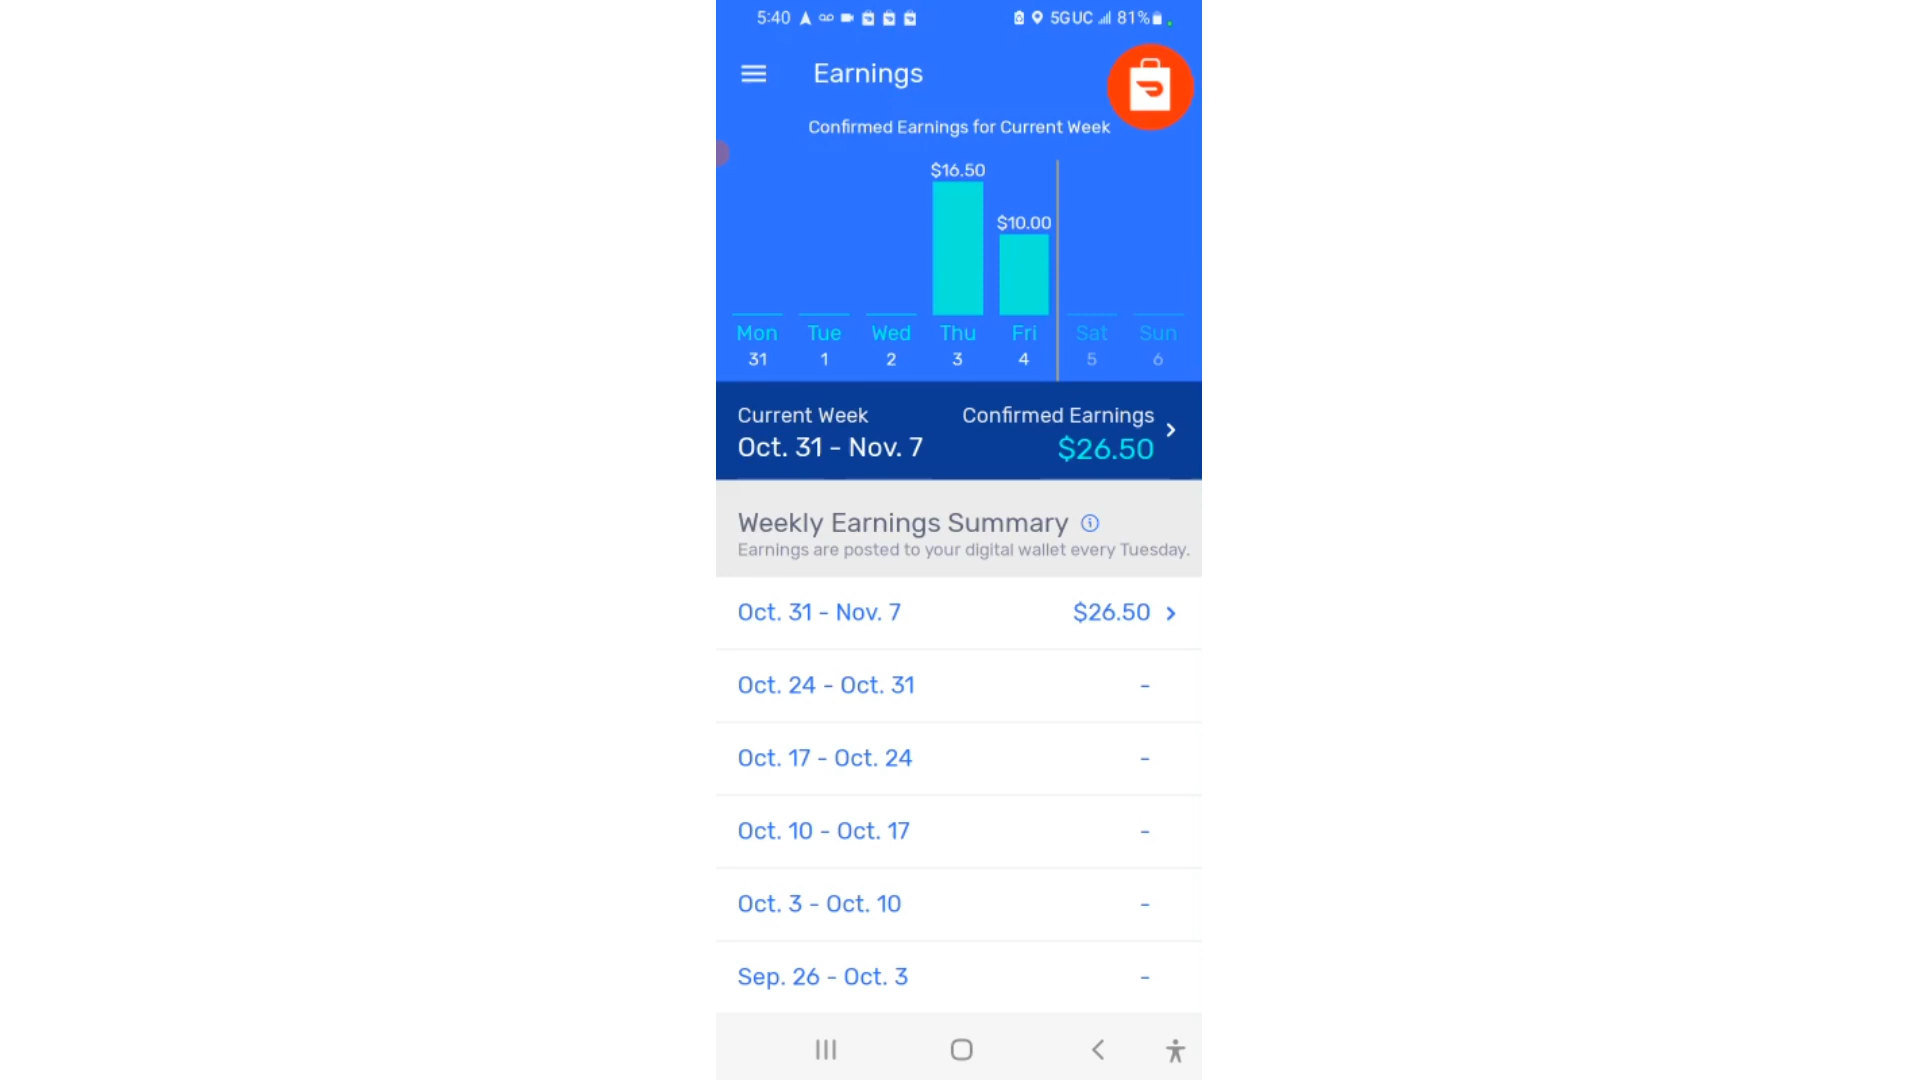 5:40 5GUC 81%
Earnings
Confirmed Earnings for Current Week
$16.50
$10.00
Mon Tue Wed Thu Fri Sat Sun
31 1 2 3 4 5 6
Current Week Confirmed Earnings
Oct. 31 - Nov. 7 $26.50
Weekly Earnings Summary
Earnings are posted to your digital wallet every Tuesday.
Oct. 31 - Nov. 7 $26.50
Oct. 24 - Oct. 31 -
Oct. 17 - Oct. 24 -
Oct. 10 - Oct. 17 -
Oct. 3 - Oct. 10 -
Sep. 26 - Oct. 3 -